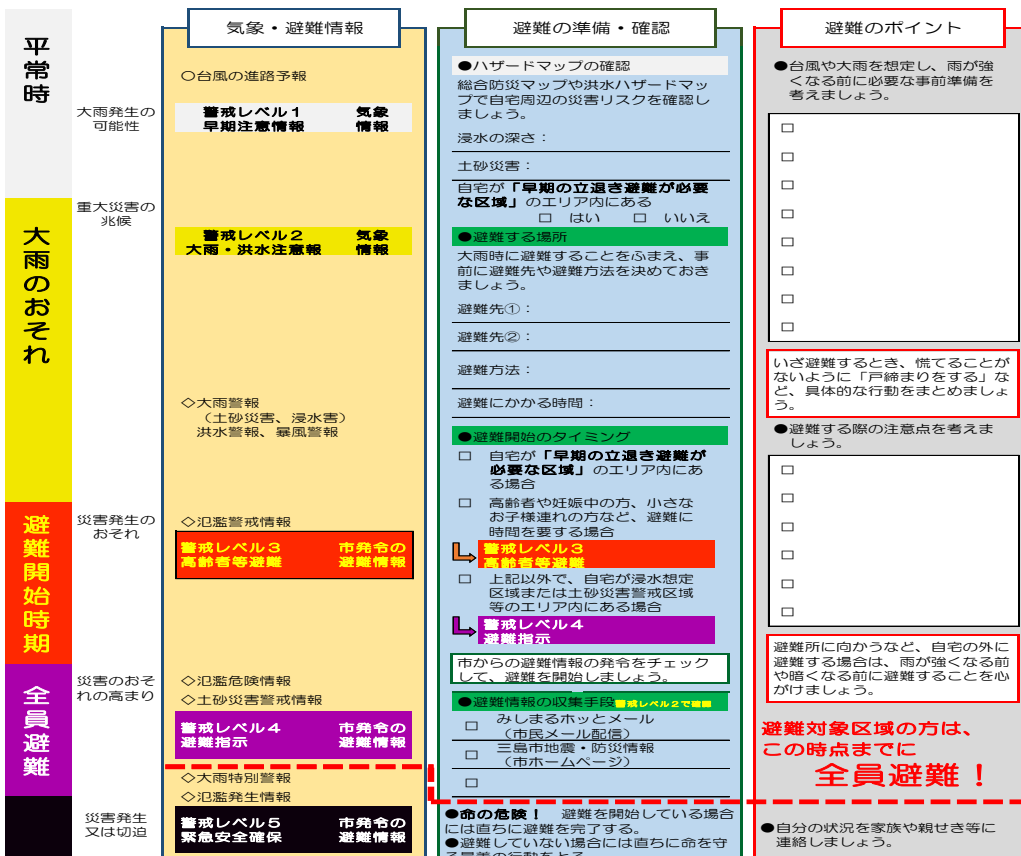 平常時
大雨発生の
可能性
重大災害の
兆候
大雨のおそれ
災害発生の
おそれ
避難開始時期
災害のおそ
れの高まり
全員避難
災害発生
又は切迫
気象・避難情報
○台風の進路予報
警戒レベル1 気象
早期注意情報 情報
警戒レベル2 気象
大雨・洪水注意報 情報
◇大雨警報
（土砂災害、浸水害）
洪水警報、暴風警報
◇氾濫警戒情報
警戒レベル3 市発令の
高齢者等避難 避難情報
◇氾濫危険情報
◇土砂災害警戒情報
警戒レベル4 市発令の
避難指示 避難情報
◇大雨特別警報
◇氾濫発生情報
警戒レベル5 市発令の
緊急安全確保 避難情報
避難の準備・確認
●ハザードマップの確認
総合防災マップや洪水ハザードマッ
プで自宅周辺の災害リスクを確認し
ましょう。
浸水の深さ：
土砂災害：
自宅が「早期の立退き避難が必要
な区域」のエリア内にある
□ はい □ いいえ
●避難する場所
大雨時に避難することをふまえ、事
前に避難先や避難方法を決めておき
ましょう。
避難先①：
避難先②：
避難方法：
避難にかかる時間：
●避難開始のタイミング
□ 自宅が「早期の立退き避難が
必要な区域」のエリア内にあ
る場合
□ 高齢者や妊娠中の方、小さな
お子様連れの方など、避難に
時間を要する場合
警戒レベル3
高齢者等避難
□ 上記以外で、自宅が浸水想定
区域または土砂災害警戒区域
等のエリア内にある場合
警戒レベル4
避難指示
市からの避難情報の発令をチェック
して、避難を開始しましょう。
●避難情報の収集手段警戒レベル2で確認
□ みしまるホッとメール
（市民メール配信）
□ 三島市地震・防災情報
（市ホームページ）
□
●命の危険！ 避難を開始している場合
には直ちに避難を完了する。
●避難していない場合には直ちに命を守
る最善の行動をとる
避難のポイント
●台風や大雨を想定し、雨が強
くなる前に必要な事前準備を
考えましょう。
□
□
□
□
□
□
□
□
いざ避難するとき、慌てることが
ないように「戸締まりをする」な
ど、具体的な行動をまとめましょ
う。
●避難する際の注意点を考えま
しょう。
□
□
□
□
□
□
避難所に向かうなど、自宅の外に
避難する場合は、雨が強くなる前
や暗くなる前に避難することを心
がけましょう。
避難対象区域の方は、
この時点までに
全員避難！
●自分の状況を家族や親せき等に
連絡しましょう。